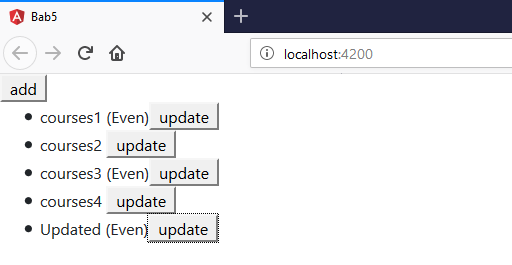 Bab5
localhost:4200
add
courses1 (Even) update
courses2 update
courses3 (Even) update
courses4 update
Updated (Even) update